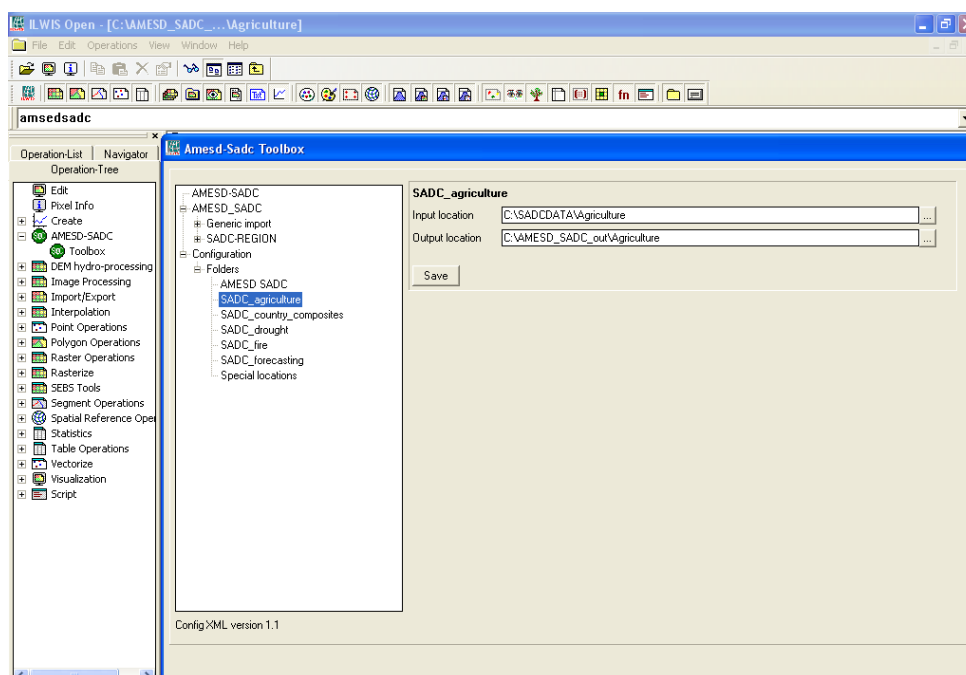 ILWIS Open - [C:\AMESD_SADC_...\Agriculture]
File Edit Operations View Window Help
amsedsadc
Operation-List Navigator
Operation-Tree
Edit
Pixel Info
Create
AMESD-SADC
Toolbox
DEM hydro-processing
Image Processing
Import/Export
Interpolation
Point Operations
Polygon Operations
Raster Operations
Rasterize
SEBS Tools
Segment Operations
Spatial Reference Oper
Statistics
Table Operations
Vectorize
Visualization
Script
Amesd-Sadc Toolbox
AMESD-SADC
AMESD_SADC
Generic import
SADC-REGION
Configuration
Folders
AMESD SADC
SADC_agriculture
SADC_country_composites
SADC_drought
SADC_fire
SADC_forecasting
Special locations
Config XML version 1.1
SADC_agriculture
Input location C:\SADCDATA\Agriculture ...
Output location C:\AMESD_SADC_out\Agriculture ...
Save